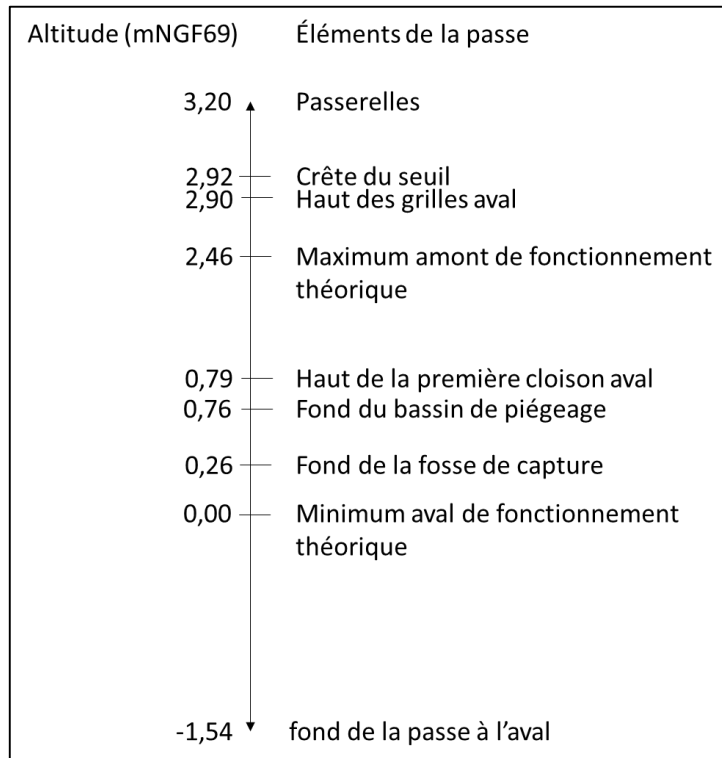 Altitude (mNGF69) Éléments de la passe
3,20 Passerelles
2,92 Crête du seuil
2,90 Haut des grilles aval
2,46 Maximum amont de fonctionnement
théorique
0,79 Haut de la première cloison aval
0,76 Fond du bassin de piégeage
0,26 Fond de la fosse de capture
0,00 Minimum aval de fonctionnement
théorique
-1,54 fond de la passe à l’aval